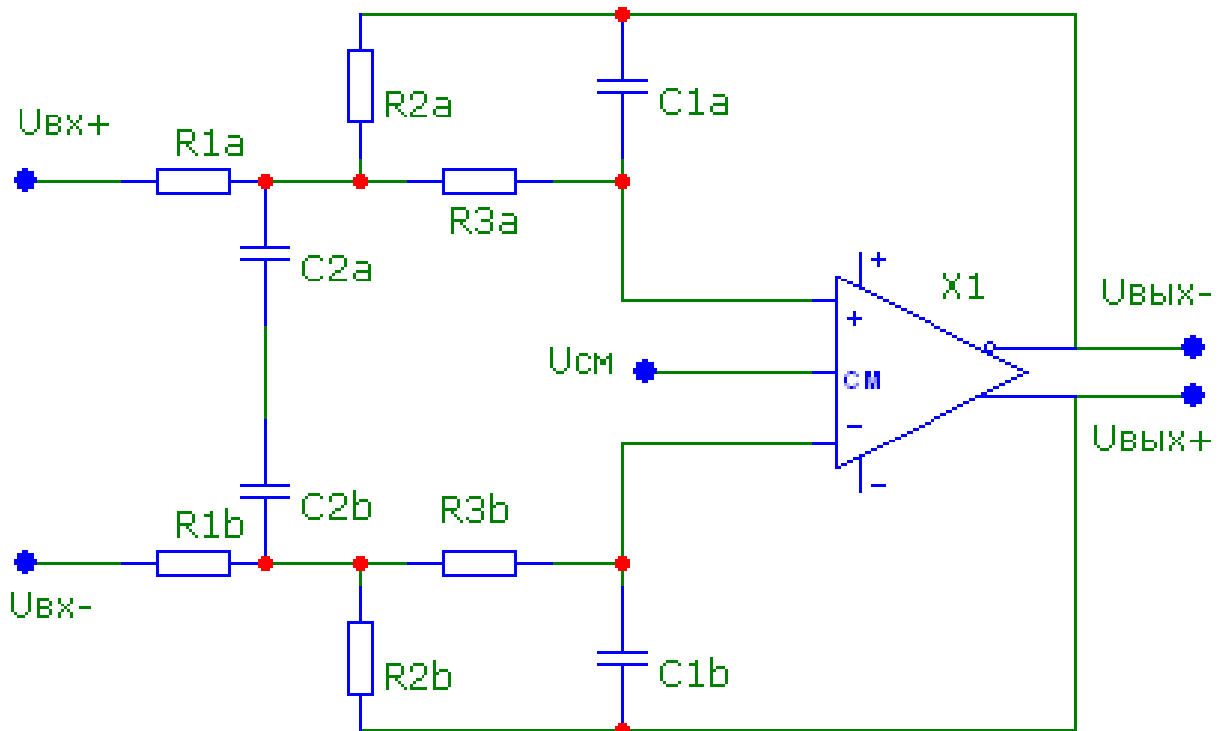 R2a
C1a
Uвх+
R1a
R3a
C2a
+
X1
Uвых-
+
Uсм
CM
-
Uвых+
-
C2b
R3b
R1b
Uвх-
R2b
C1b